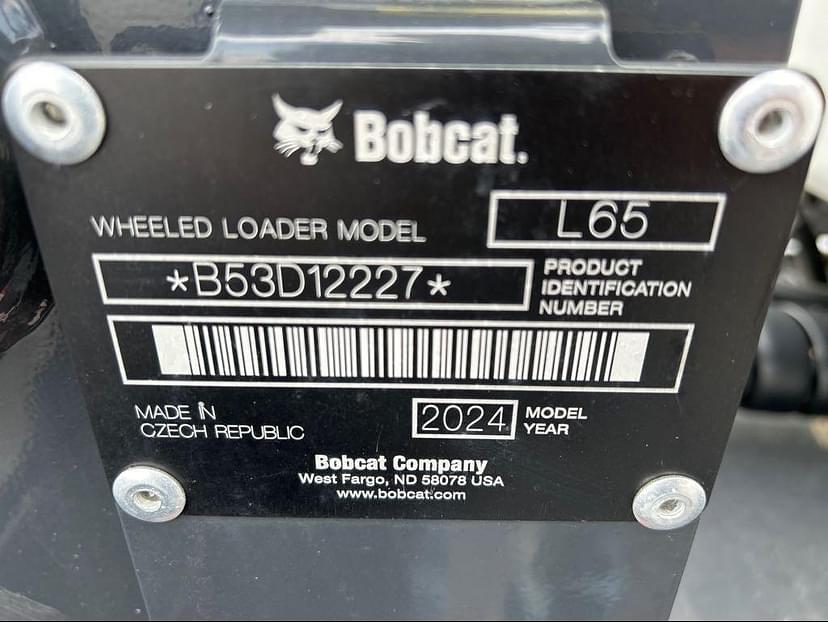 Bobcat.
WHEELED LOADER MODEL L65
*B53D12227* PRODUCT
IDENTIFICATION
NUMBER
MADE IN
CZECH REPUBLIC
2024 MODEL
YEAR
Bobcat Company
West Fargo, ND 58078 USA
www.bobcat.com